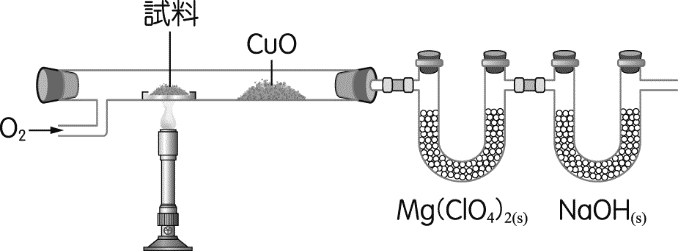 試料
CuO
O₂
Mg(ClO₄)₂(s)
NaOH(s)